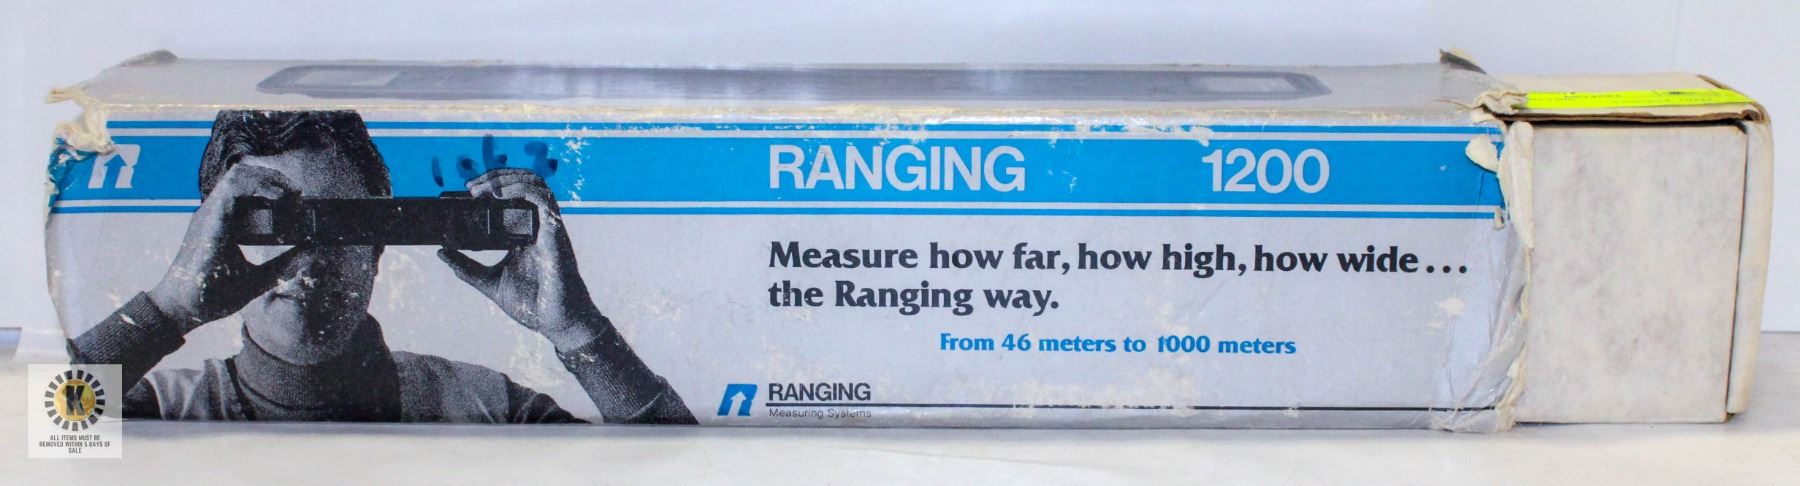 RANGING 1200
Measure how far, how high, how wide...
the Ranging way.
From 46 meters to 1000 meters
RANGING
Measuring Systems
K
ALL ITEMS MUST BE
REMOVED WITHIN 5 DAYS OF
SALE